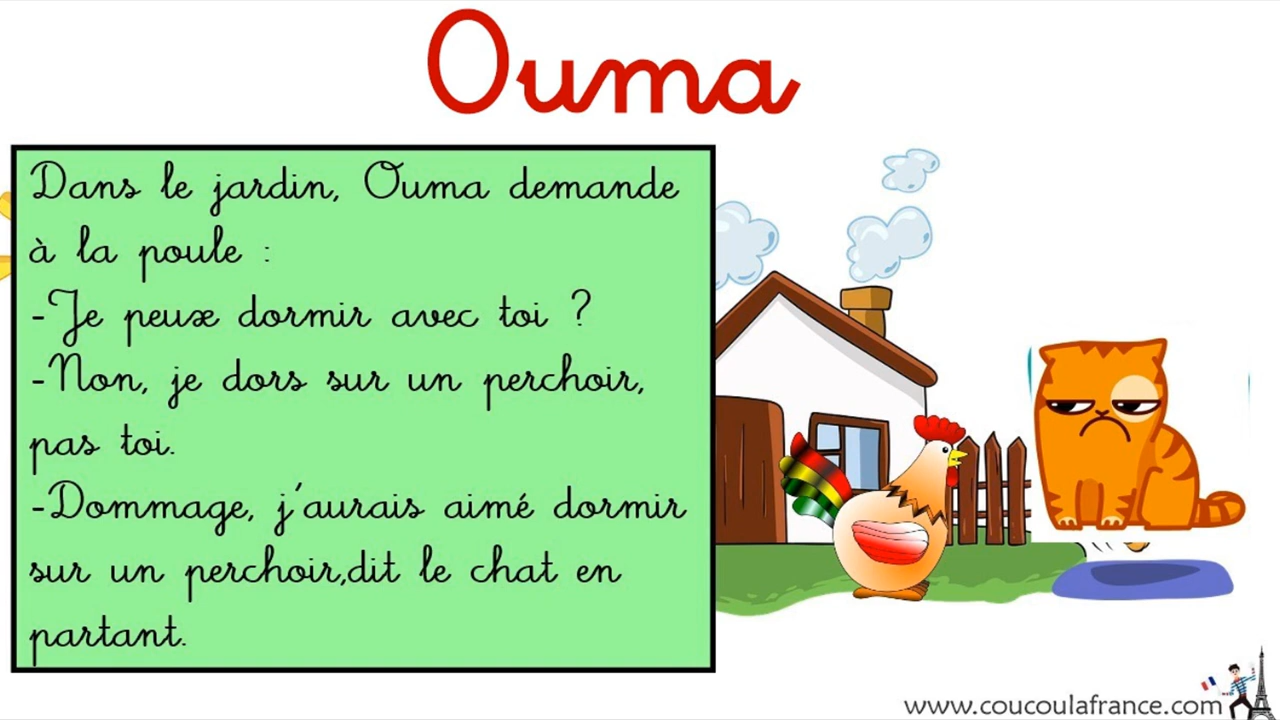 Ouma
Dans le jardin, Ouma demande
à la poule :
-Je peux dormir avec toi ?
-Non, je dors sur un perchoir,
pas toi.
-Dommage, j'aurais aimé dormir
sur un perchoir,dit le chat en
partant.
www.coucoulafrance.com